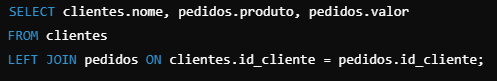 SELECT clientes.nome, pedidos.produto, pedidos.valor
FROM clientes
LEFT JOIN pedidos ON clientes.id_cliente = pedidos.id_cliente;